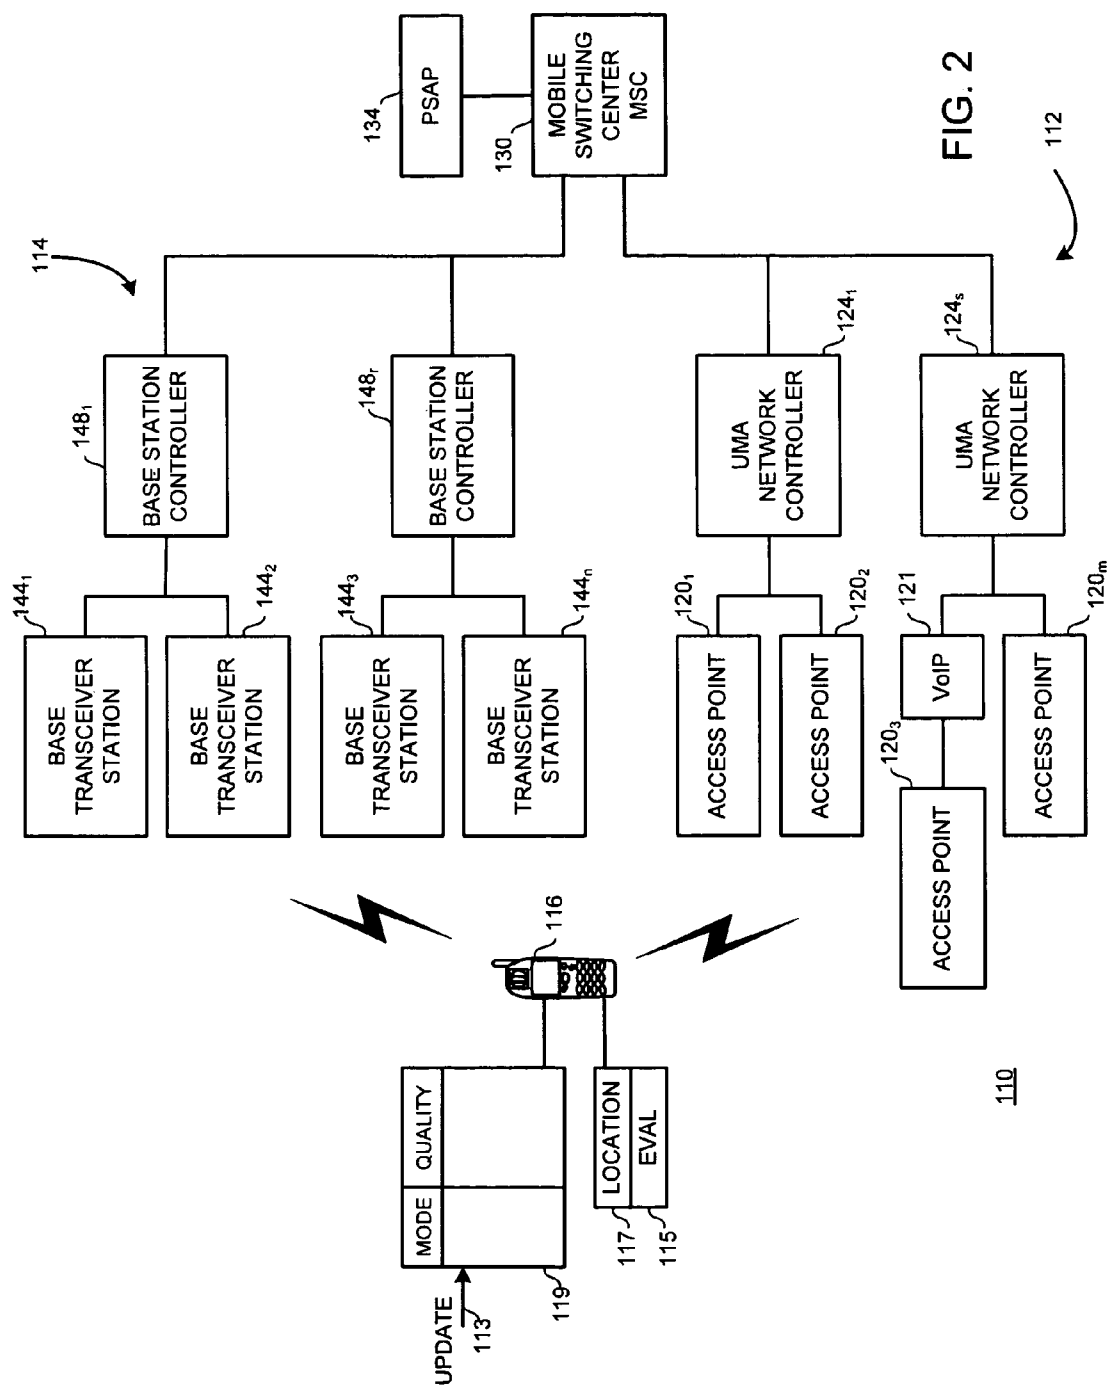 UPDATE
113
MODE
QUALITY
119
LOCATION
EVAL
117
115
116
110
BASE
TRANSCEIVER
STATION
144₁
BASE
TRANSCEIVER
STATION
144₂
BASE
TRANSCEIVER
STATION
144₃
BASE
TRANSCEIVER
STATION
144ₙ
ACCESS POINT
120₁
ACCESS POINT
120₂
ACCESS POINT
120₃
VoIP
121
ACCESS POINT
120ₘ
BASE STATION
CONTROLLER
148₁
BASE STATION
CONTROLLER
148ᵣ
UMA
NETWORK
CONTROLLER
124₁
UMA
NETWORK
CONTROLLER
124ₛ
114
112
PSAP
134
MOBILE
SWITCHING
CENTER
MSC
130
FIG. 2